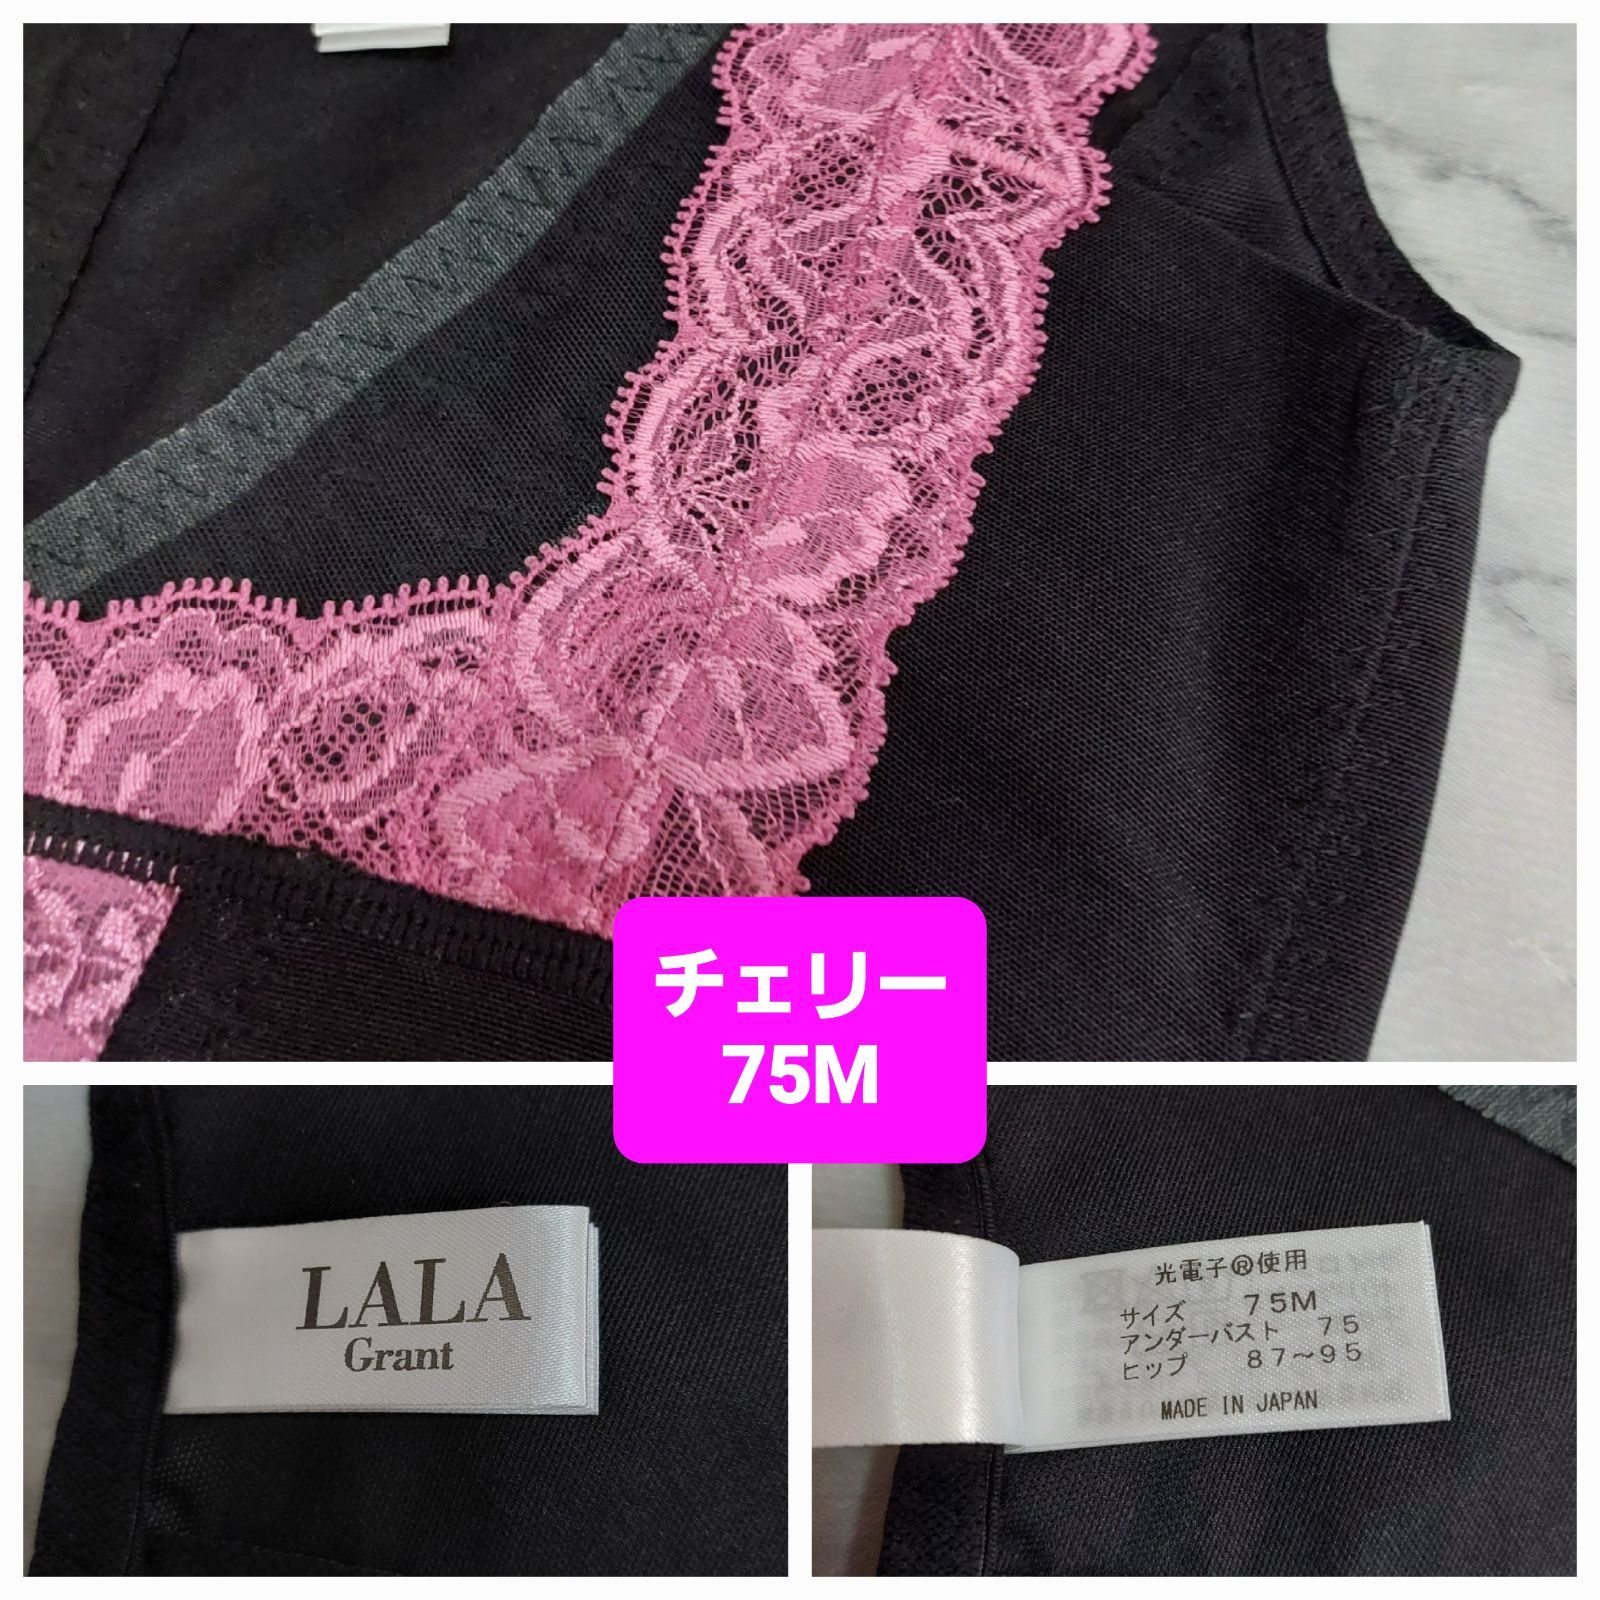 チェリー
75M
LALA
Grant
光電子®使用
サイズ 75M
アンダーバスト 75
ヒップ 87～95
MADE IN JAPAN